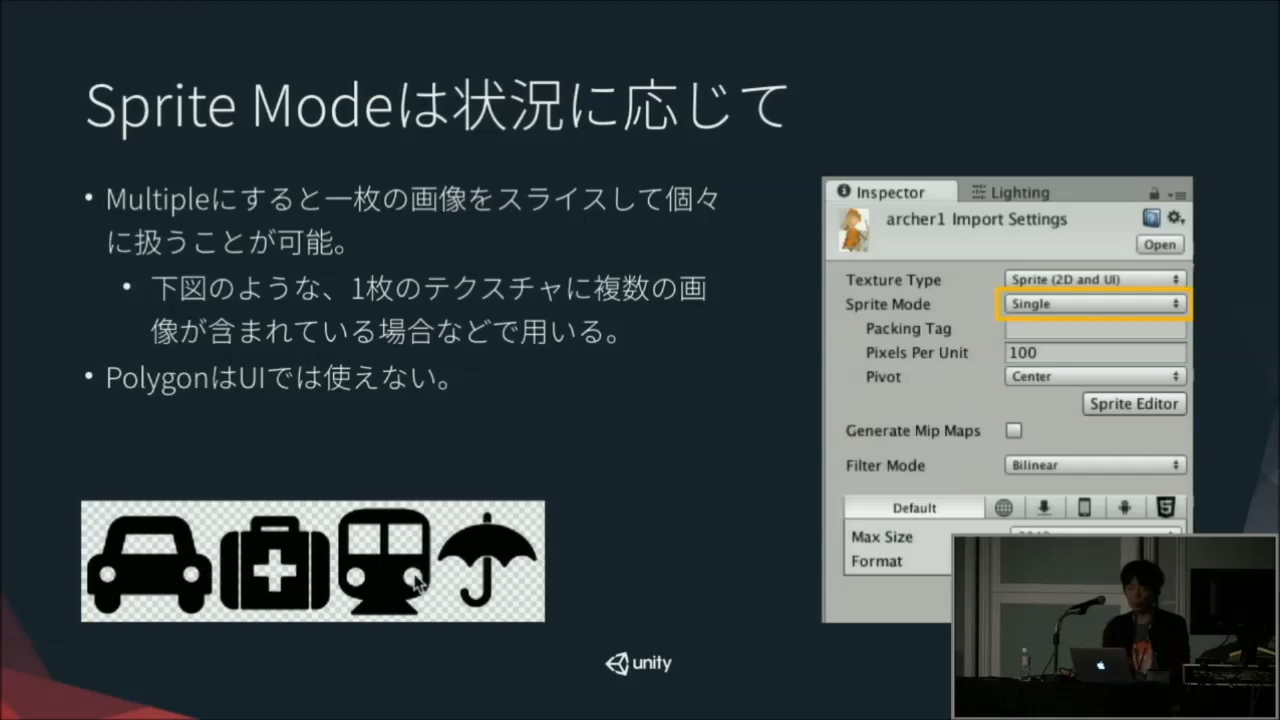 Sprite Modeは状況に応じて
• Multipleにすると一枚の画像をスライスして個々
に扱うことが可能。
• 下図のような、1枚のテクスチャに複数の画
像が含まれている場合などで用いる。
• PolygonはUIでは使えない。
Inspector
Lighting
archer1 Import Settings
Open
Texture Type
Sprite (2D and UI)
Sprite Mode
Single
Packing Tag
Pixels Per Unit
100
Pivot
Center
Sprite Editor
Generate Mip Maps
Filter Mode
Bilinear
Default
Max Size
Format
unity